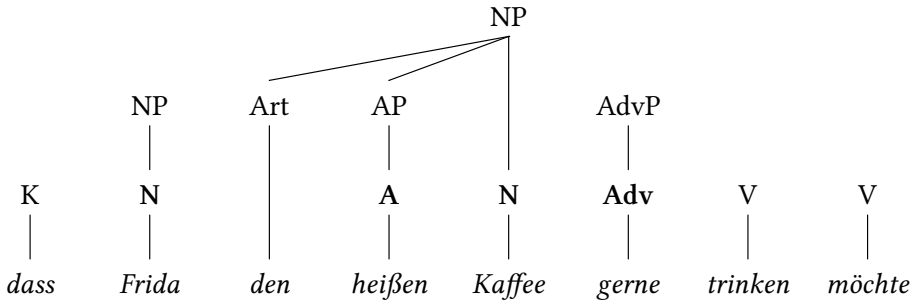 NP
NP Art AP AdvP
K N A N Adv V V
dass Frida den heißen Kaffee gerne trinken möchte